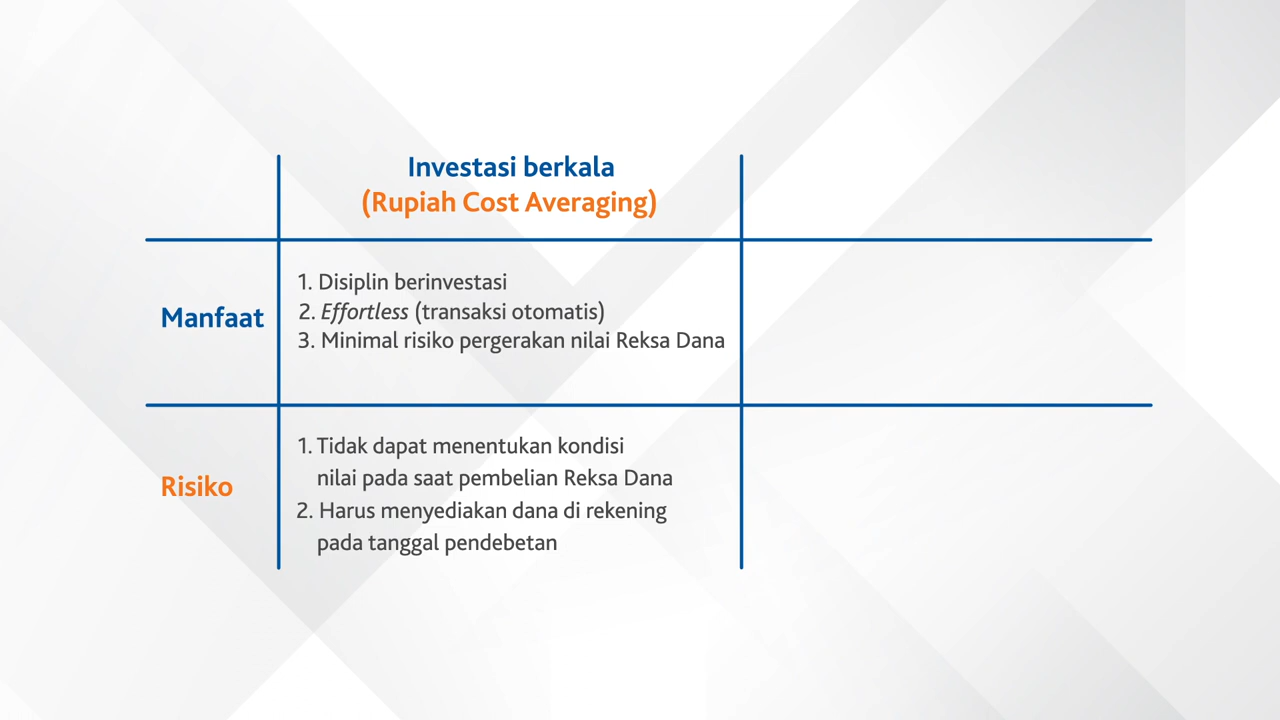 Investasi berkala
(Rupiah Cost Averaging)
Manfaat
1. Disiplin berinvestasi
2. Effortless (transaksi otomatis)
3. Minimal risiko pergerakan nilai Reksa Dana
Risiko
1. Tidak dapat menentukan kondisi
nilai pada saat pembelian Reksa Dana
2. Harus menyediakan dana di rekening
pada tanggal pendebetan